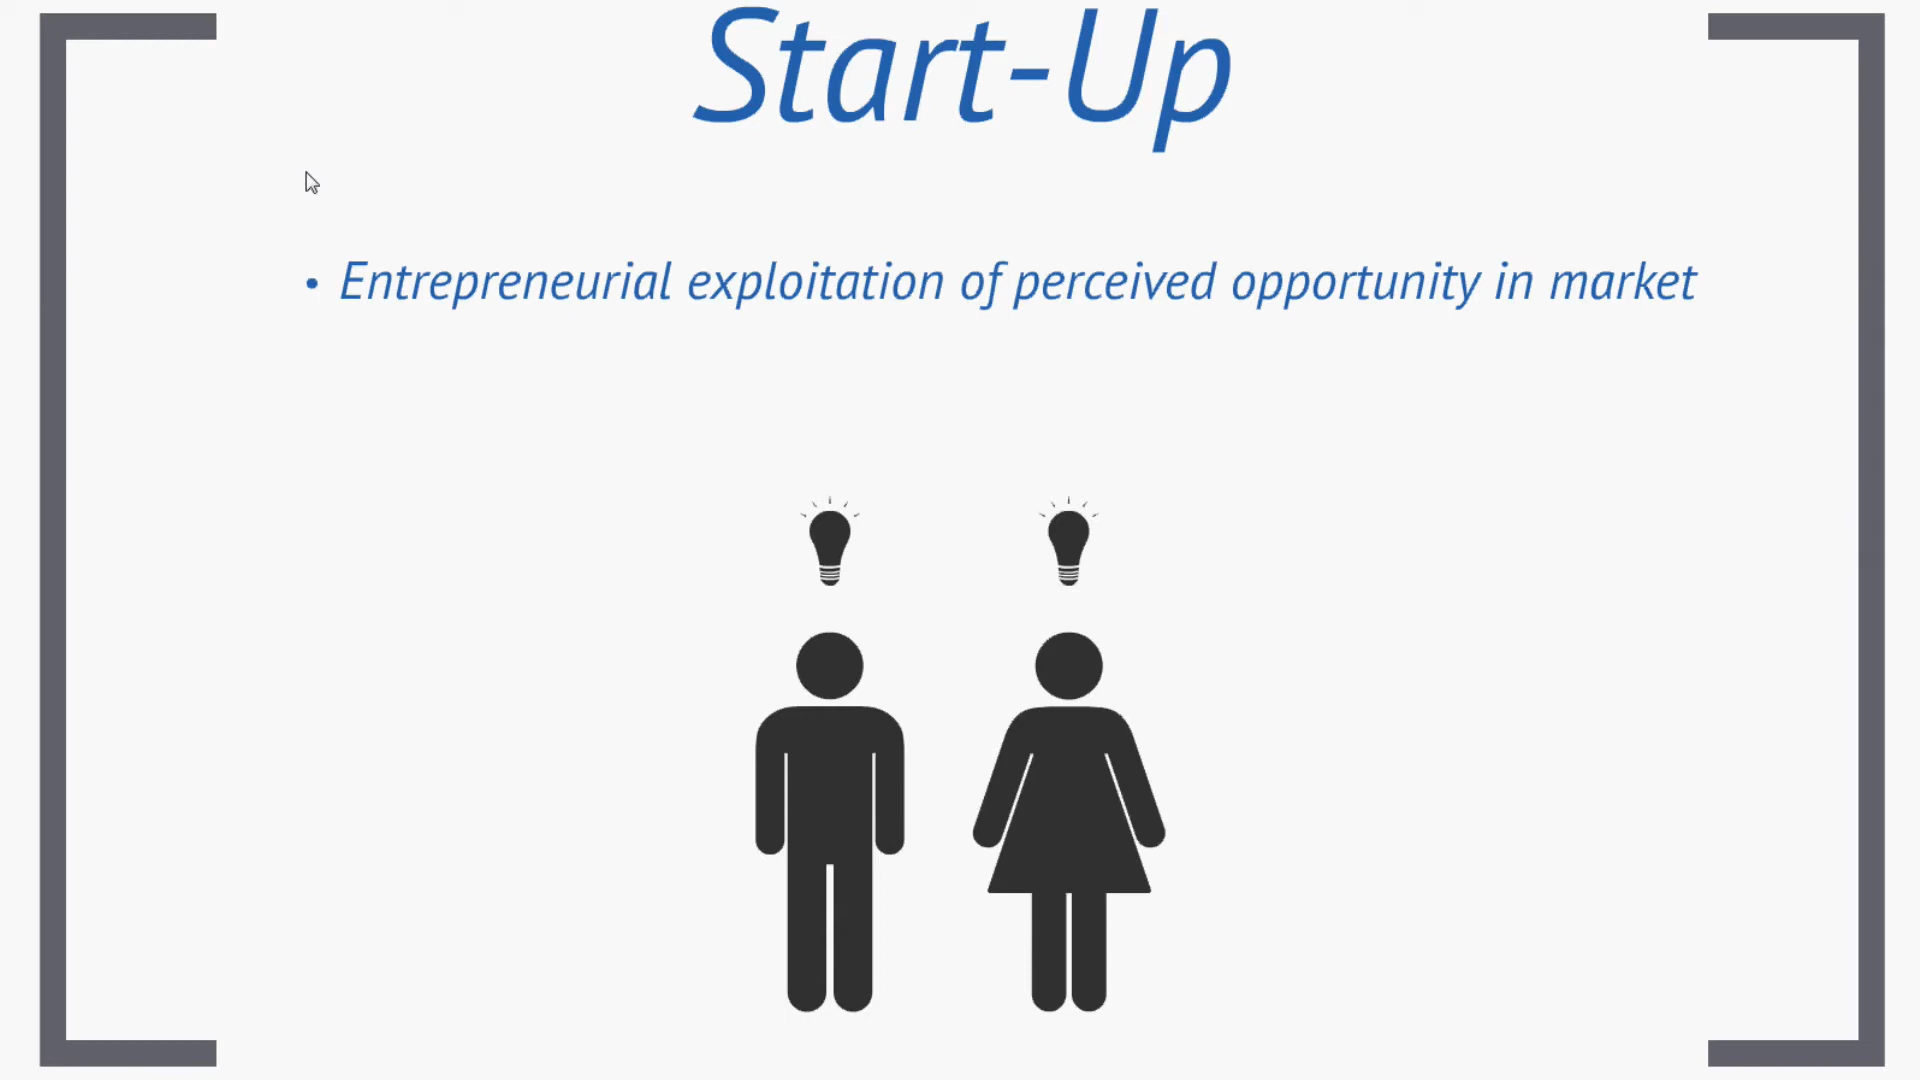 Start-Up
• Entrepreneurial exploitation of perceived opportunity in market